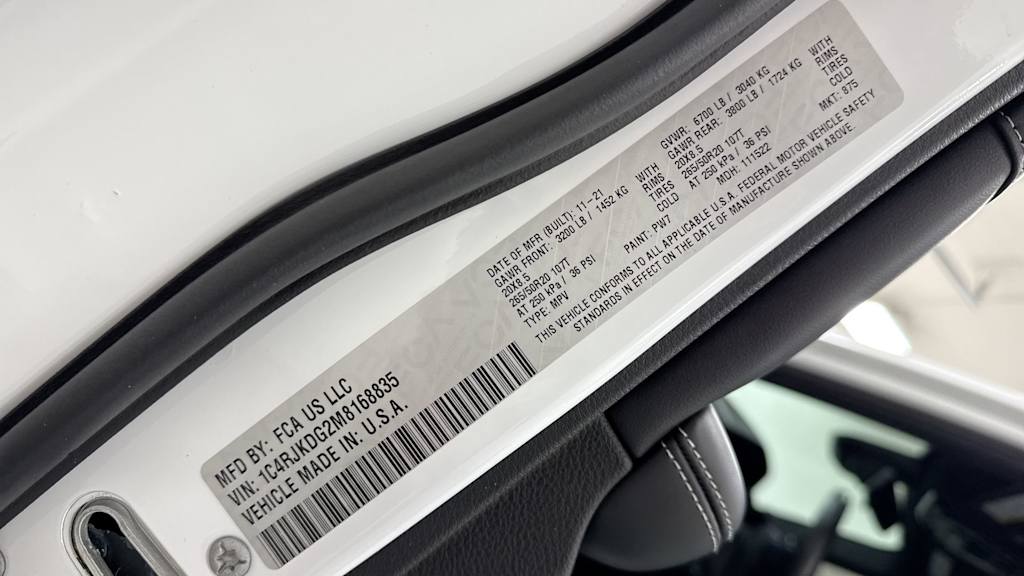 MFD BY: FCA US LLC
VIN: 1C4RJKDG2M8168835
VEHICLE MADE IN: U.S.A.
DATE OF MFR (BUILT): 11-21
GVWR: 6700 LB / 3040 KG
GAWR FRONT: 3200 LB / 1452 KG WITH
GAWR REAR: 3800 LB / 1724 KG WITH
20X8.5 RIMS
20X8.5 RIMS
265/50R20 107T TIRES
265/50R20 107T TIRES
AT 250 kPa / 36 PSI COLD
AT 250 kPa / 36 PSI COLD
TYPE: MPV
PAINT: PW7
MDH: 111522
MKT: 875
THIS VEHICLE CONFORMS TO ALL APPLICABLE U.S.A. FEDERAL MOTOR VEHICLE SAFETY
STANDARDS IN EFFECT ON THE DATE OF MANUFACTURE SHOWN ABOVE.